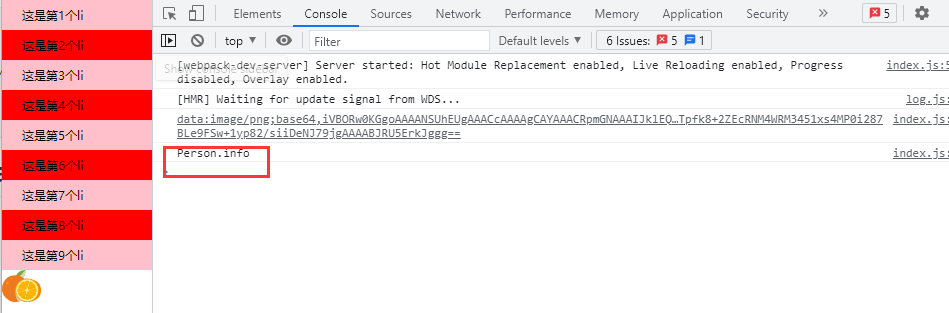 这是第1个li
这是第2个li
这是第3个li
这是第4个li
这是第5个li
这是第6个li
这是第7个li
这是第8个li
这是第9个li
Elements Console Sources Network Performance Memory Application Security » 5
top ▼ Filter Default levels ▼ 6 Issues: 5 1
Show console sidebar
[webpack-dev-server] Server started: Hot Module Replacement enabled, Live Reloading enabled, Progress index.js:5
disabled, Overlay enabled.
[HMR] Waiting for update signal from WDS... log.js:
data:image/png;base64,iVBORw0KGgoAAAANSUhEUgAAACcAAAAgCAYAAACRpmGNAAAIJklEQ…Tpfk8+2ZEcRNM4WRM3451xs4MP0i287 index.js:
BLe9FSw+1yp82/siiDeNJ79jgAAAABJRU5ErkJggg==
Person.info index.js: